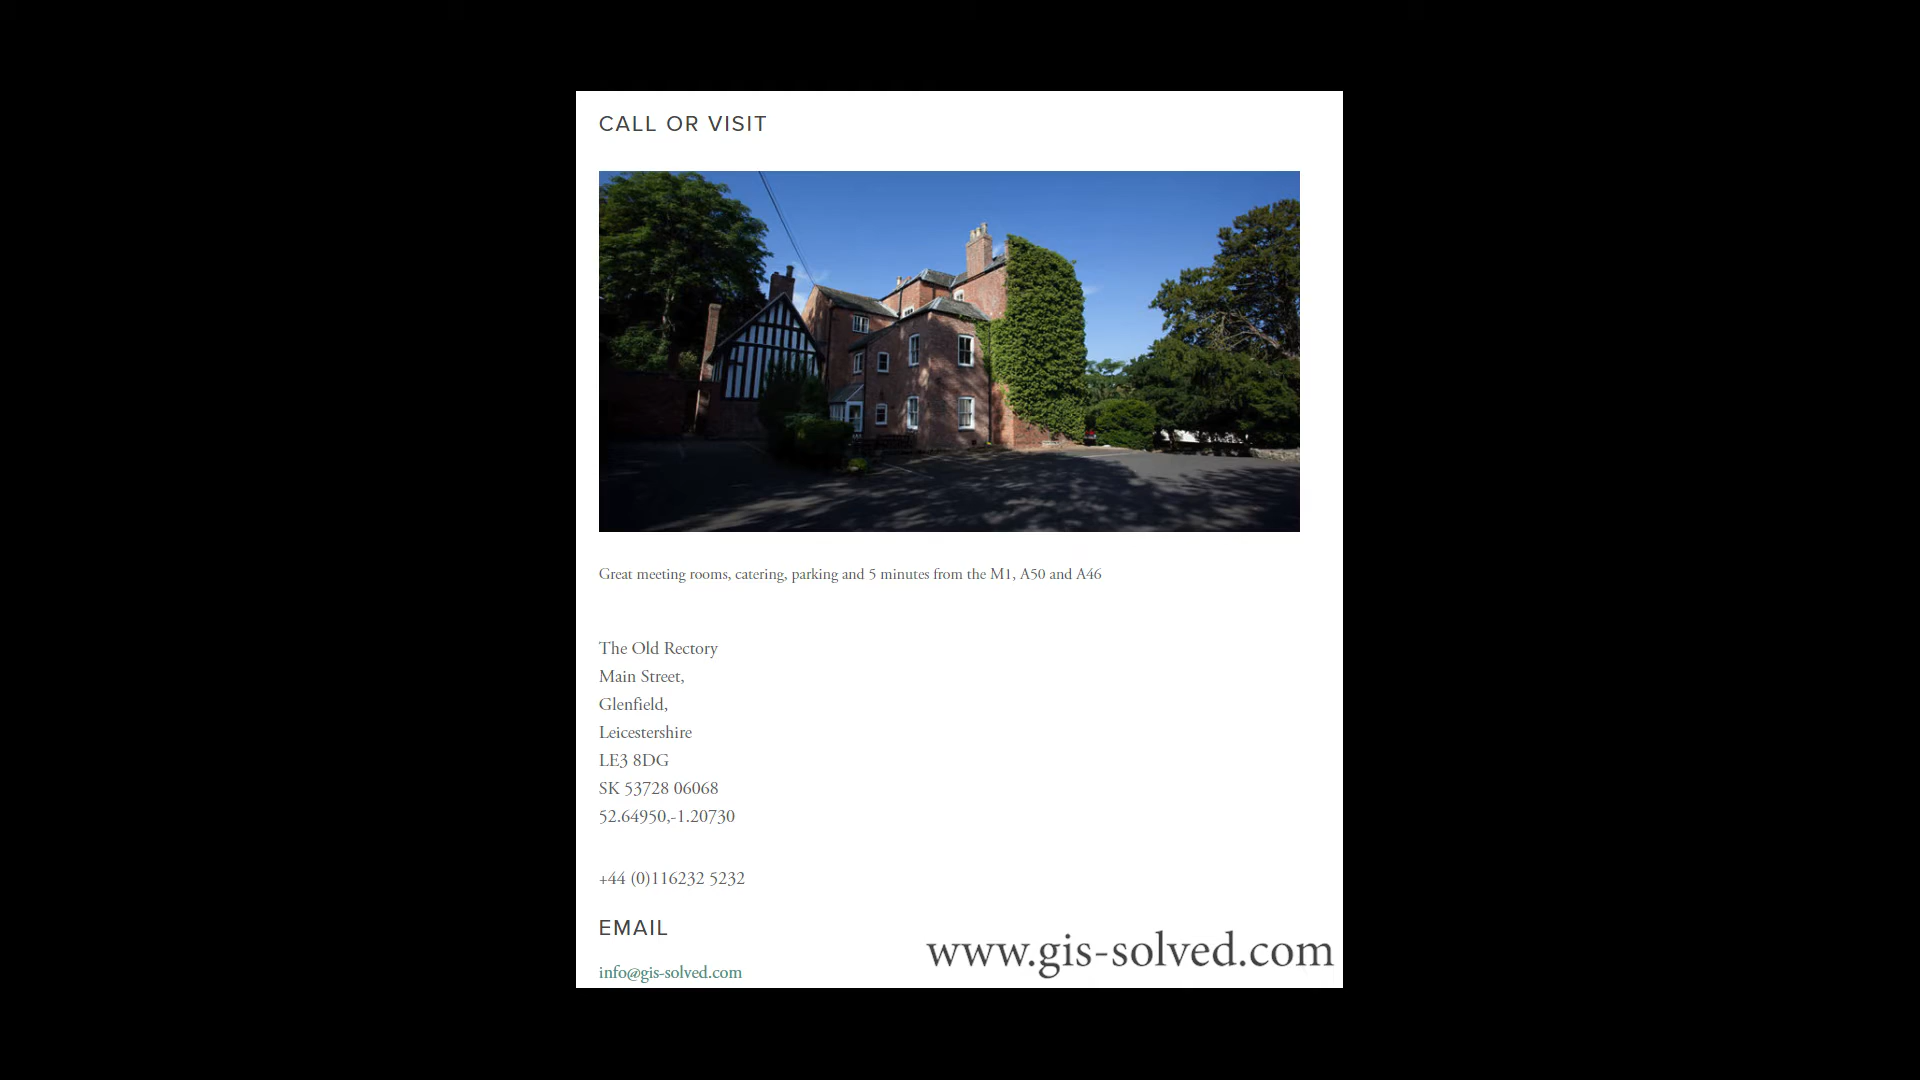 CALL OR VISIT
Great meeting rooms, catering, parking and 5 minutes from the M1, A50 and A46
The Old Rectory
Main Street,
Glenfield,
Leicestershire
LE3 8DG
SK 53728 06068
52.64950,-1.20730
+44 (0)116232 5232
EMAIL
www.gis-solved.com
info@gis-solved.com